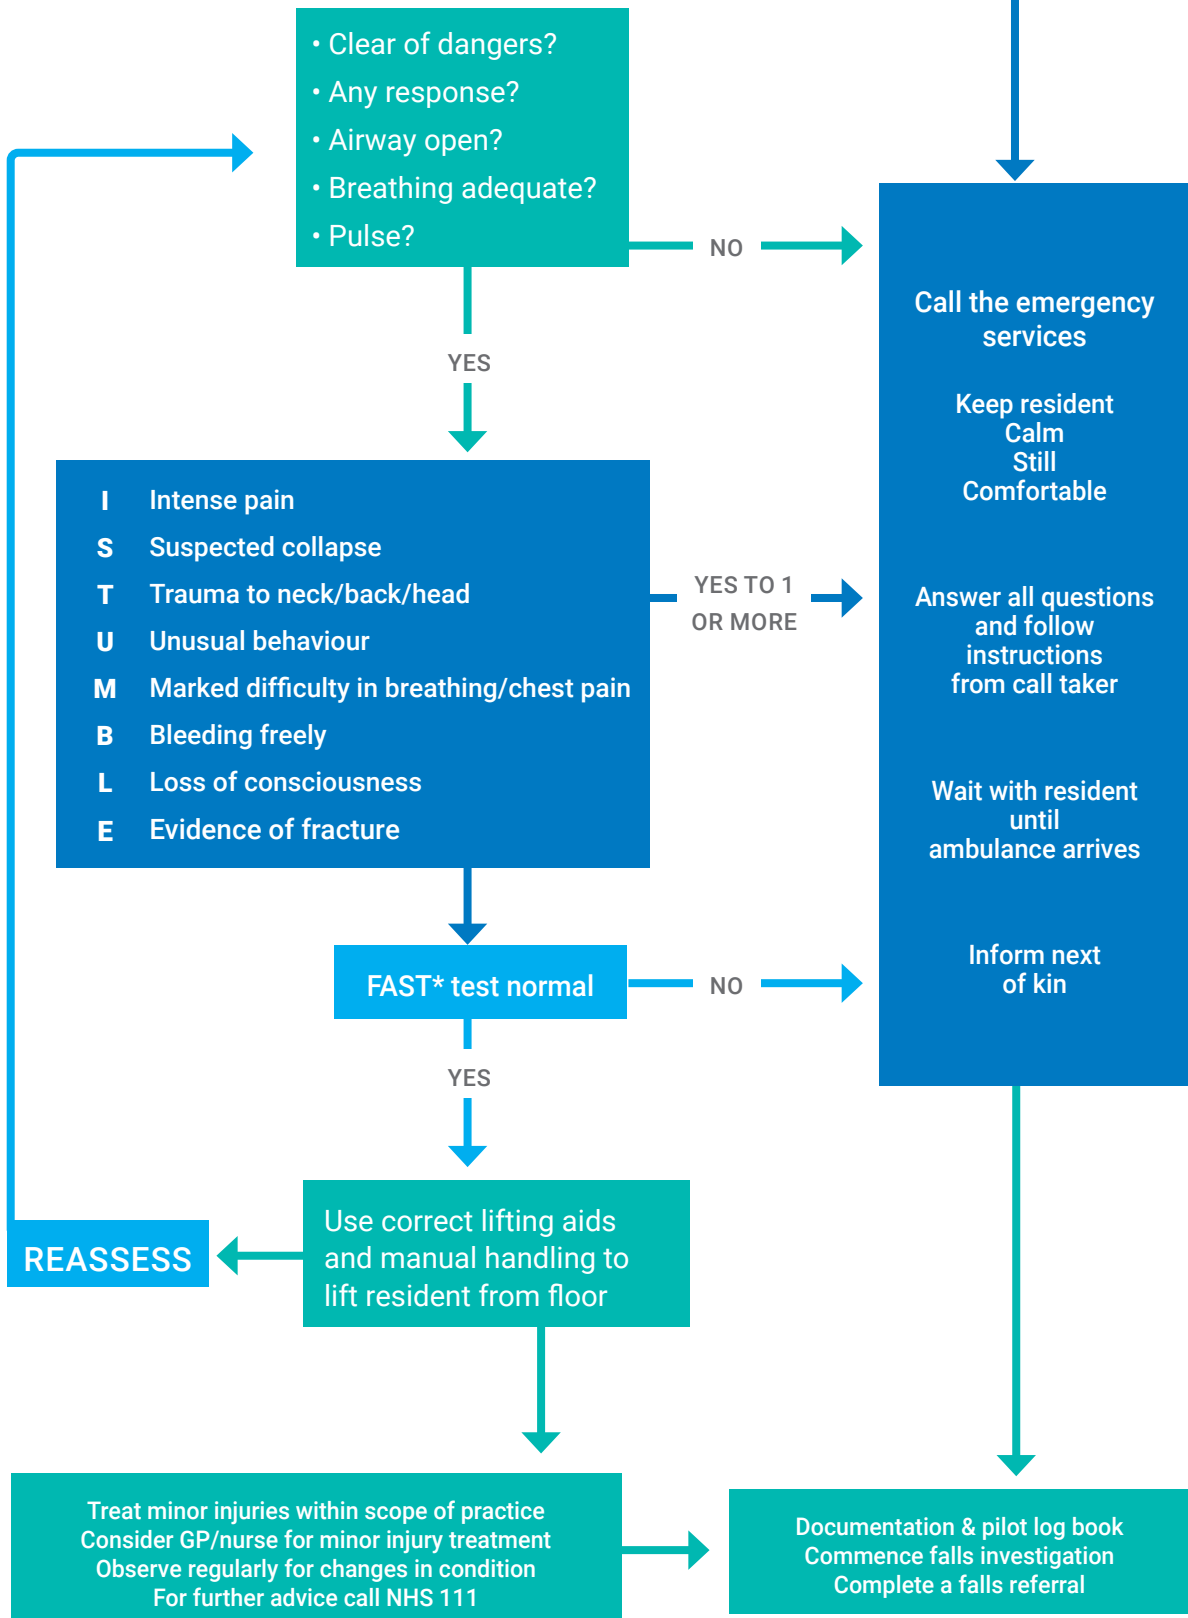 • Clear of dangers?
• Any response?
• Airway open?
• Breathing adequate?
• Pulse?
NO
YES
Call the emergency
services
Keep resident
Calm
Still
Comfortable
Answer all questions
and follow
instructions
from call taker
Wait with resident
until
ambulance arrives
Inform next
of kin
I Intense pain
S Suspected collapse
T Trauma to neck/back/head
U Unusual behaviour
M Marked difficulty in breathing/chest pain
B Bleeding freely
L Loss of consciousness
E Evidence of fracture
YES TO 1
OR MORE
FAST* test normal
NO
YES
Use correct lifting aids
and manual handling to
lift resident from floor
REASSESS
Treat minor injuries within scope of practice
Consider GP/nurse for minor injury treatment
Observe regularly for changes in condition
For further advice call NHS 111
Documentation & pilot log book
Commence falls investigation
Complete a falls referral